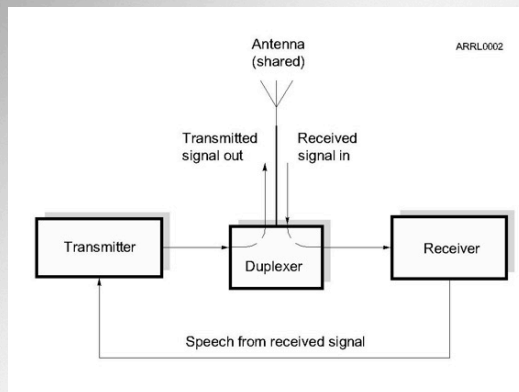 Antenna
(shared)
ARRL0002
Transmitted
signal out
Received
signal in
Transmitter
Duplexer
Receiver
Speech from received signal